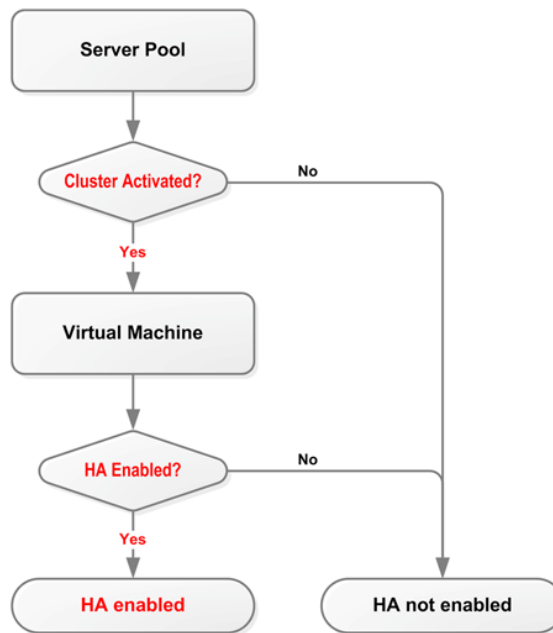 Server Pool
Cluster Activated?
No
Yes
Virtual Machine
HA Enabled?
No
Yes
HA enabled
HA not enabled